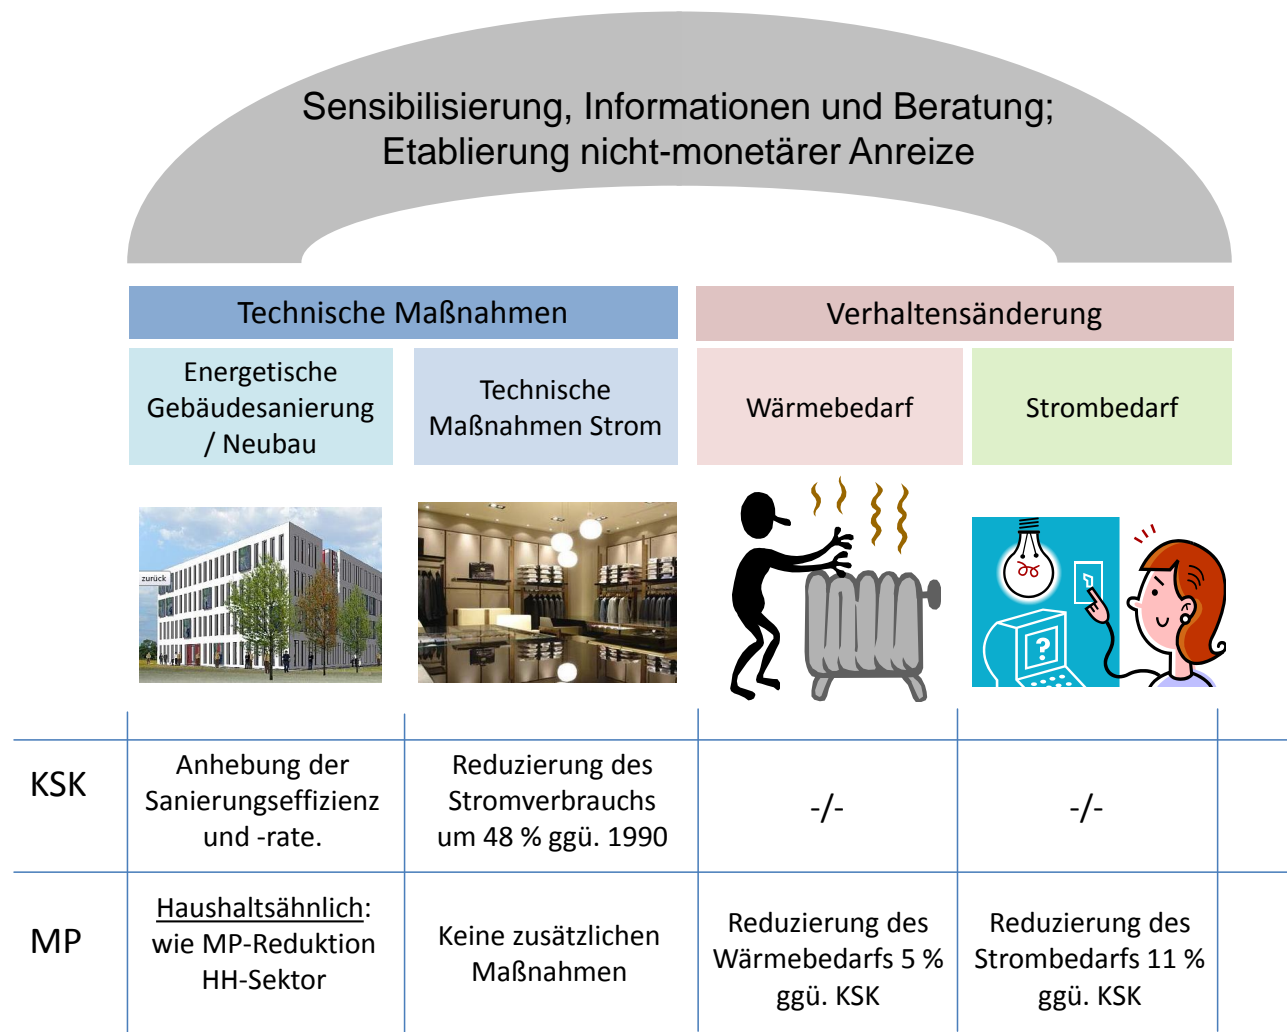 Sensibilisierung, Informationen und Beratung;
Etablierung nicht-monetärer Anreize
Technische Maßnahmen
Verhaltensänderung
Energetische
Gebäudesanierung
/ Neubau
Technische
Maßnahmen Strom
Wärmebedarf
Strombedarf
zurück
?
KSK
Anhebung der
Sanierungseffizienz
und -rate.
Reduzierung des
Stromverbrauchs
um 48 % ggü. 1990
-/-
-/-
MP
Haushaltsähnlich:
wie MP-Reduktion
HH-Sektor
Keine zusätzlichen
Maßnahmen
Reduzierung des
Wärmebedarfs 5 %
ggü. KSK
Reduzierung des
Strombedarfs 11 %
ggü. KSK